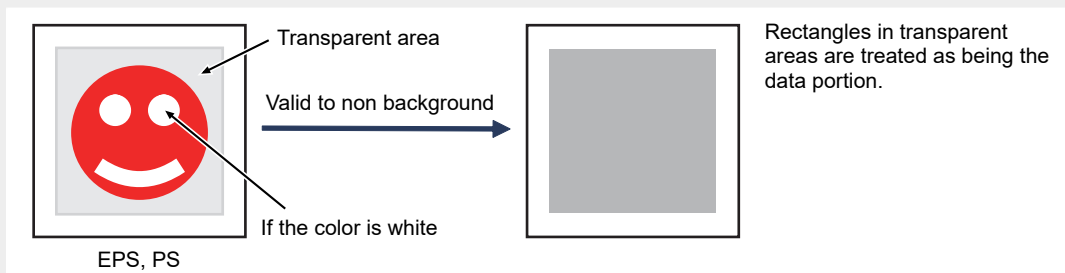 Transparent area
Valid to non background
If the color is white
EPS, PS
Rectangles in transparent
areas are treated as being the
data portion.